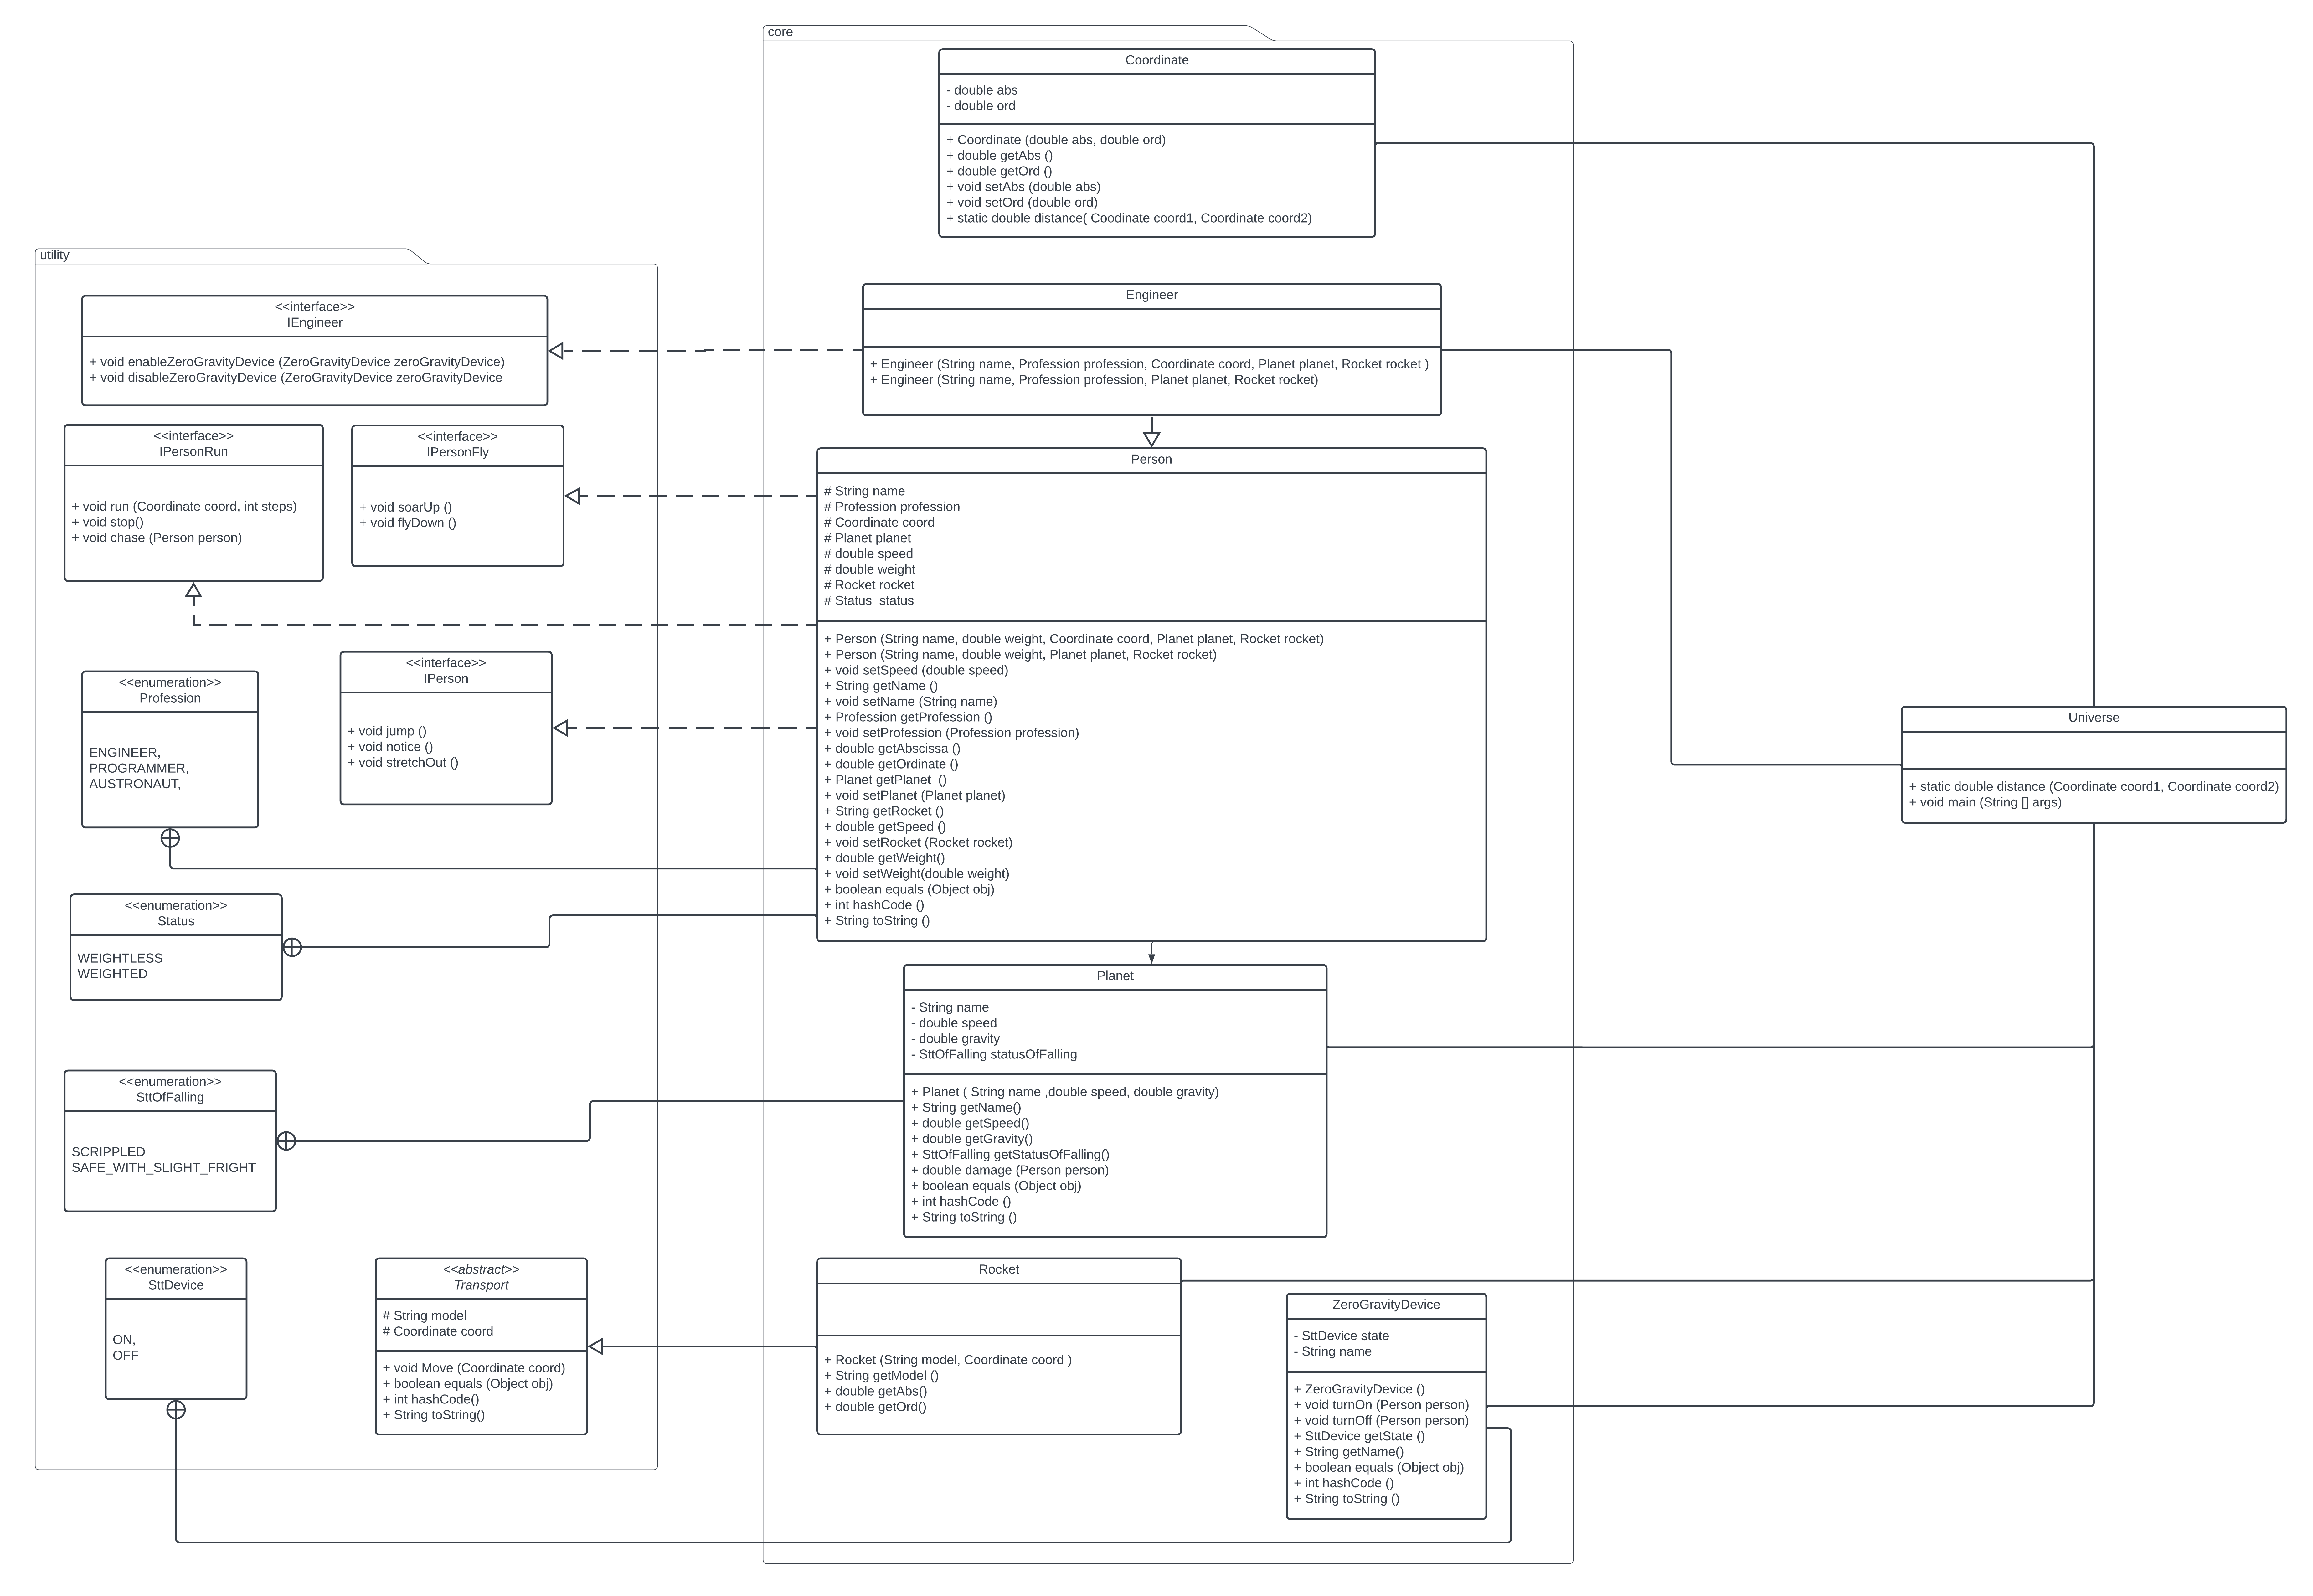 core
Coordinate
- double abs
- double ord
+ Coordinate (double abs, double ord)
+ double getAbs ()
+ double getOrd ()
+ void setAbs (double abs)
+ void setOrd (double ord)
+ static double distance( Coodinate coord1, Coordinate coord2)
utility
<<interface>>
IEngineer
+ void enableZeroGravityDevice (ZeroGravityDevice zeroGravityDevice)
+ void disableZeroGravityDevice (ZeroGravityDevice zeroGravityDevice
Engineer
+ Engineer (String name, Profession profession, Coordinate coord, Planet planet, Rocket rocket )
+ Engineer (String name, Profession profession, Planet planet, Rocket rocket)
<<interface>>
IPersonRun
+ void run (Coordinate coord, int steps)
+ void stop()
+ void chase (Person person)
<<interface>>
IPersonFly
+ void soarUp ()
+ void flyDown ()
Person
# String name
# Profession profession
# Coordinate coord
# Planet planet
# double speed
# double weight
# Rocket rocket
# Status  status
+ Person (String name, double weight, Coordinate coord, Planet planet, Rocket rocket)
+ Person (String name, double weight, Planet planet, Rocket rocket)
+ void setSpeed (double speed)
+ String getName ()
+ void setName (String name)
+ Profession getProfession ()
+ void setProfession (Profession profession)
+ double getAbscissa ()
+ double getOrdinate ()
+ Planet getPlanet  ()
+ void setPlanet (Planet planet)
+ String getRocket ()
+ double getSpeed ()
+ void setRocket (Rocket rocket)
+ double getWeight()
+ void setWeight(double weight)
+ boolean equals (Object obj)
+ int hashCode ()
+ String toString ()
<<enumeration>>
Profession
ENGINEER,
PROGRAMMER,
AUSTRONAUT,
<<interface>>
IPerson
+ void jump ()
+ void notice ()
+ void stretchOut ()
Universe
+ static double distance (Coordinate coord1, Coordinate coord2)
+ void main (String [] args)
<<enumeration>>
Status
WEIGHTLESS
WEIGHTED
Planet
- String name
- double speed
- double gravity
- SttOfFalling statusOfFalling
+ Planet ( String name ,double speed, double gravity)
+ String getName()
+ double getSpeed()
+ double getGravity()
+ SttOfFalling getStatusOfFalling()
+ double damage (Person person)
+ boolean equals (Object obj)
+ int hashCode ()
+ String toString ()
<<enumeration>>
SttOfFalling
SCRIPPLED
SAFE_WITH_SLIGHT_FRIGHT
<<enumeration>>
SttDevice
ON,
OFF
<<abstract>>
Transport
# String model
# Coordinate coord
+ void Move (Coordinate coord)
+ boolean equals (Object obj)
+ int hashCode()
+ String toString()
Rocket
+ Rocket (String model, Coordinate coord )
+ String getModel ()
+ double getAbs()
+ double getOrd()
ZeroGravityDevice
- SttDevice state
- String name
+ ZeroGravityDevice ()
+ void turnOn (Person person)
+ void turnOff (Person person)
+ SttDevice getState ()
+ String getName()
+ boolean equals (Object obj)
+ int hashCode ()
+ String toString ()